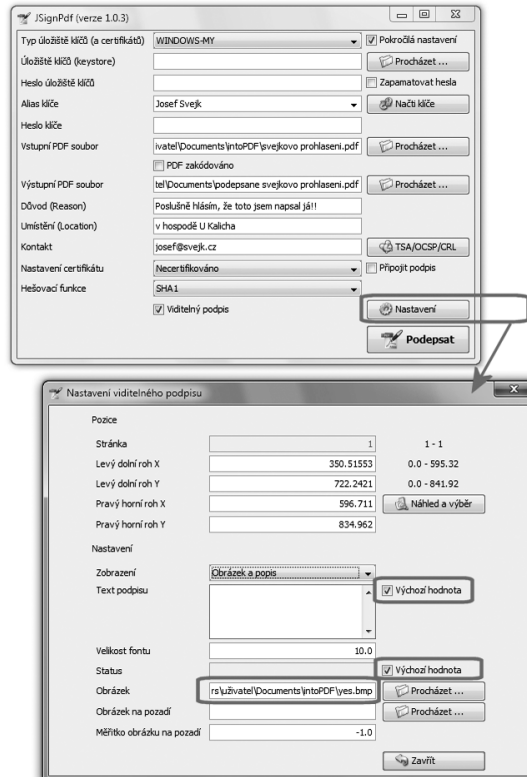 JSignPdf (verze 1.0.3)
Typ úložiště klíčů (a certifikátů) WINDOWS-MY Pokročilá nastavení
Úložiště klíčů (keystore) Procházet ...
Heslo úložiště klíčů Zapamatovat hesla
Alias klíče Josef Svejk Načti klíče
Heslo klíče
Vstupní PDF soubor ivatel\Documents\intoPDF\svejkovo prohlaseni.pdf Procházet ...
PDF zakódováno
Výstupní PDF soubor tel\Documents\podepsane svejkovo prohlaseni.pdf Procházet ...
Důvod (Reason) Poslušně hlásím, že toto jsem napsal já!!
Umístění (Location) v hospodě U Kalicha
Kontakt josef@svejk.cz TSA/OCSP/CRL
Nastavení certifikátu Necertifikováno Připojit podpis
Hešovací funkce SHA1
Viditelný podpis Nastavení
Podepsat
Nastavení viditelného podpisu
Pozice
Stránka 1 1 - 1
Levý dolní roh X 350.51553 0.0 - 595.32
Levý dolní roh Y 722.2421 0.0 - 841.92
Pravý horní roh X 596.711 Náhled a výběr
Pravý horní roh Y 834.962
Nastavení
Zobrazení Obrázek a popis
Text podpisu Výchozí hodnota
Velikost fontu 10.0
Status Výchozí hodnota
Obrázek rs\uživatel\Documents\intoPDF\yes.bmp Procházet ...
Obrázek na pozadí Procházet ...
Měřítko obrázku na pozadí -1.0
Zavřít